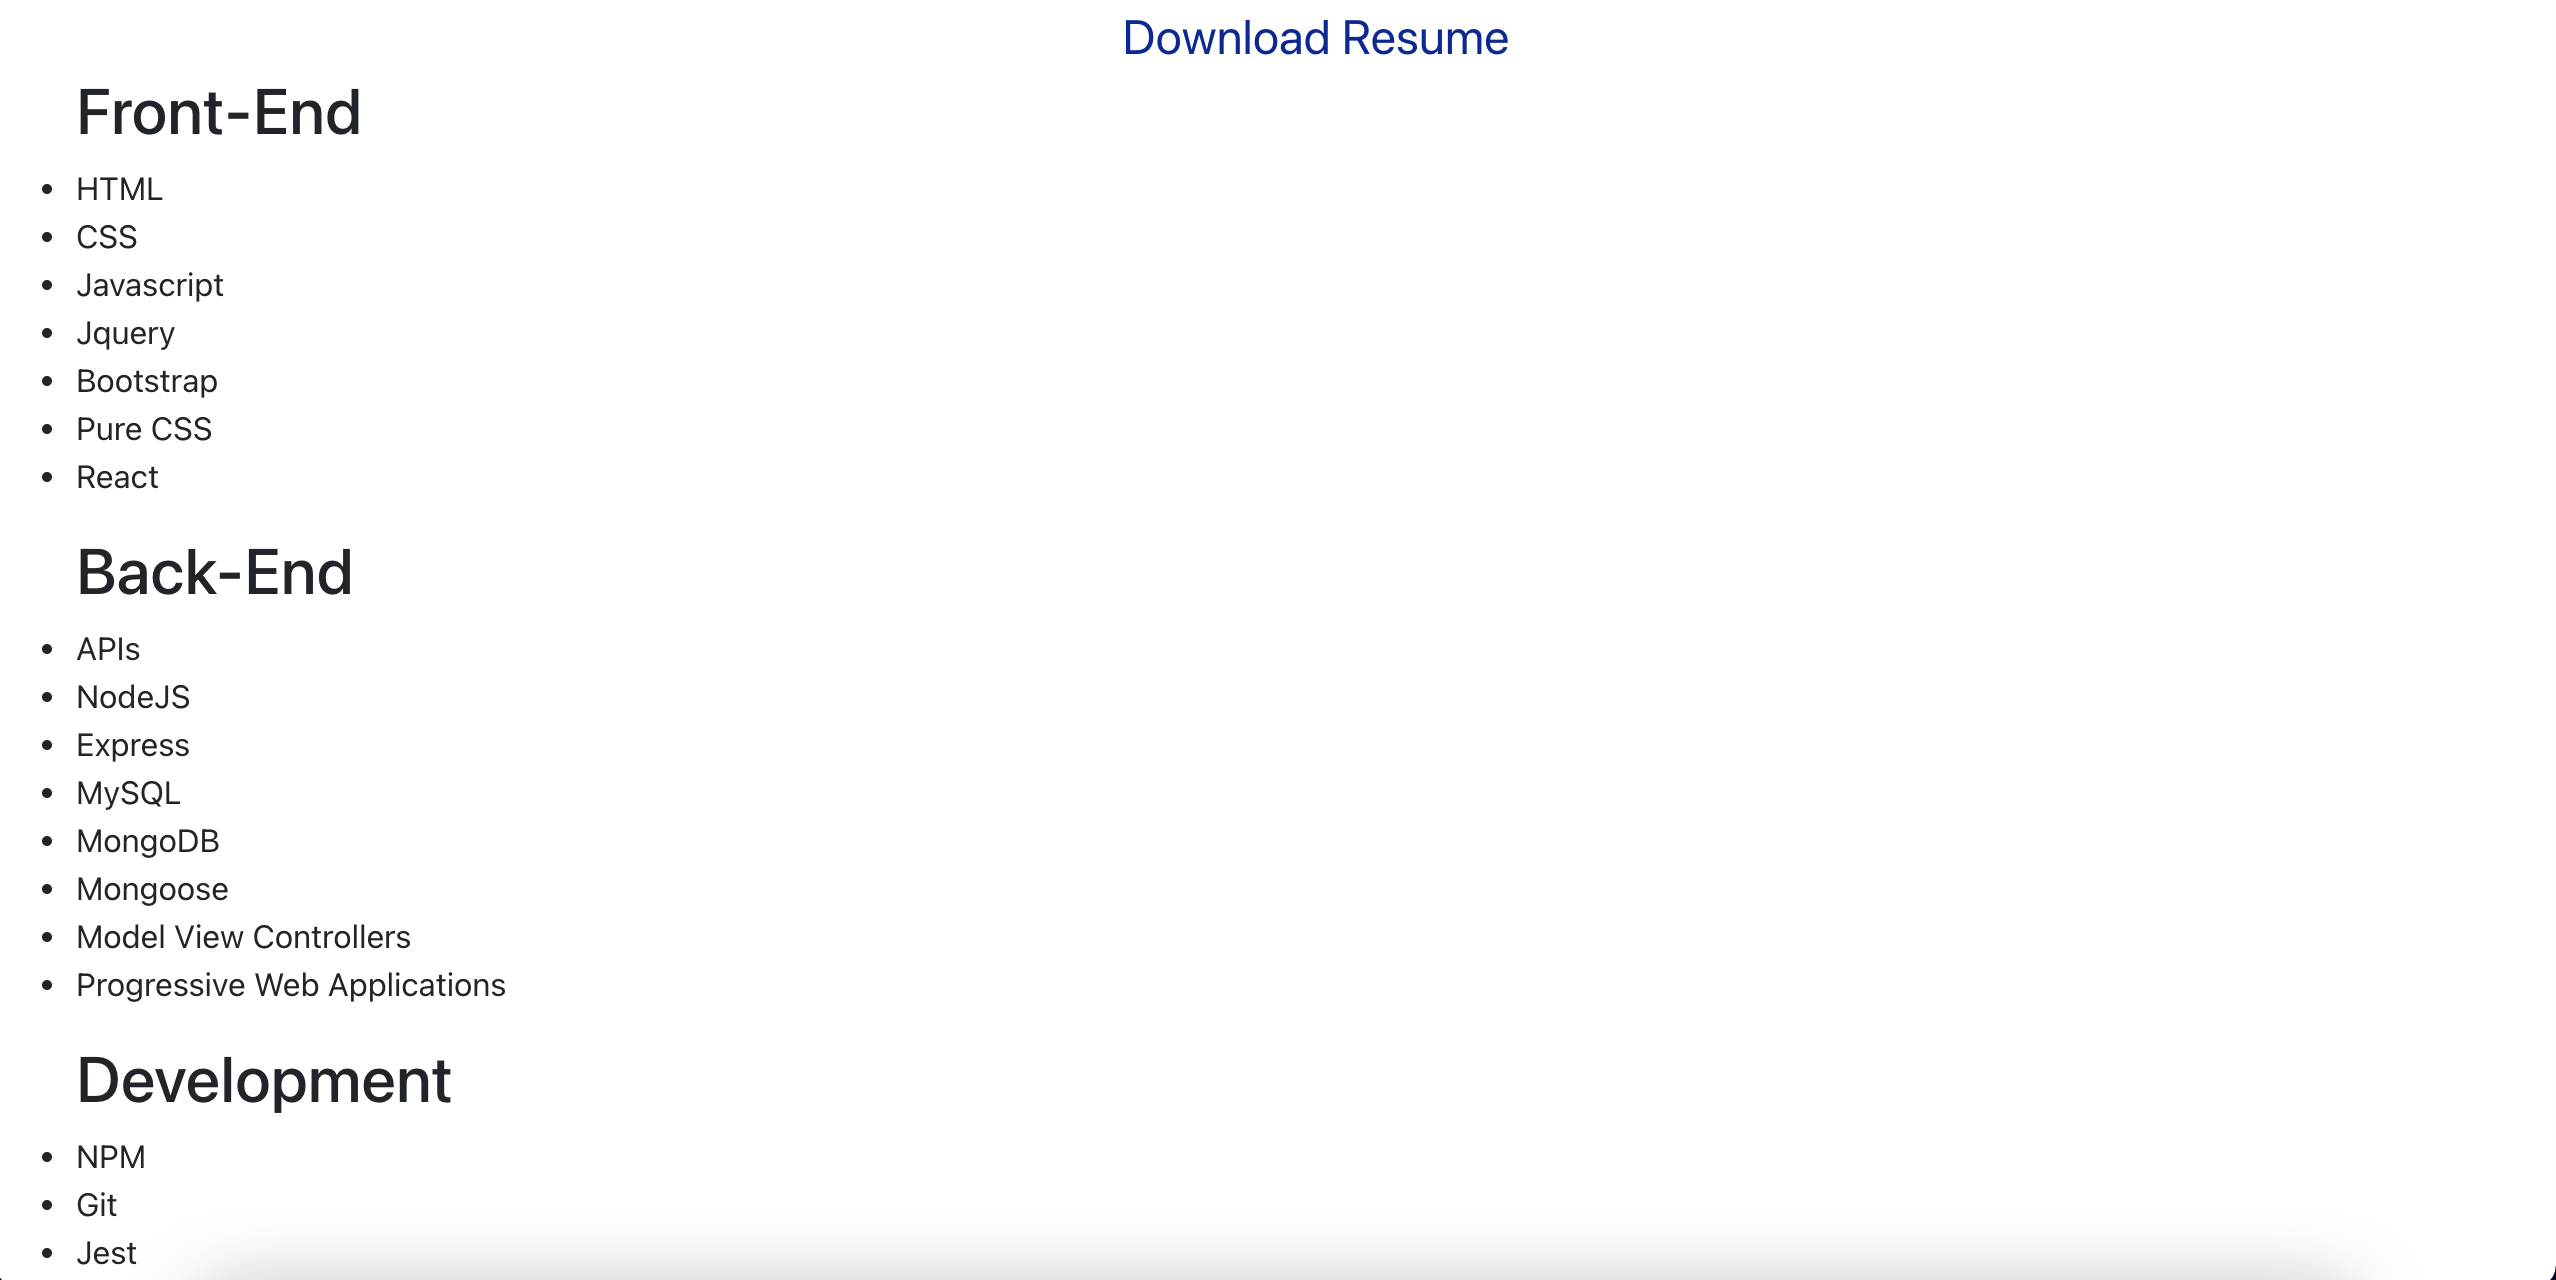 Download Resume
Front-End
• HTML
• CSS
• Javascript
• Jquery
• Bootstrap
• Pure CSS
• React
Back-End
• APIs
• NodeJS
• Express
• MySQL
• MongoDB
• Mongoose
• Model View Controllers
• Progressive Web Applications
Development
• NPM
• Git
• Jest